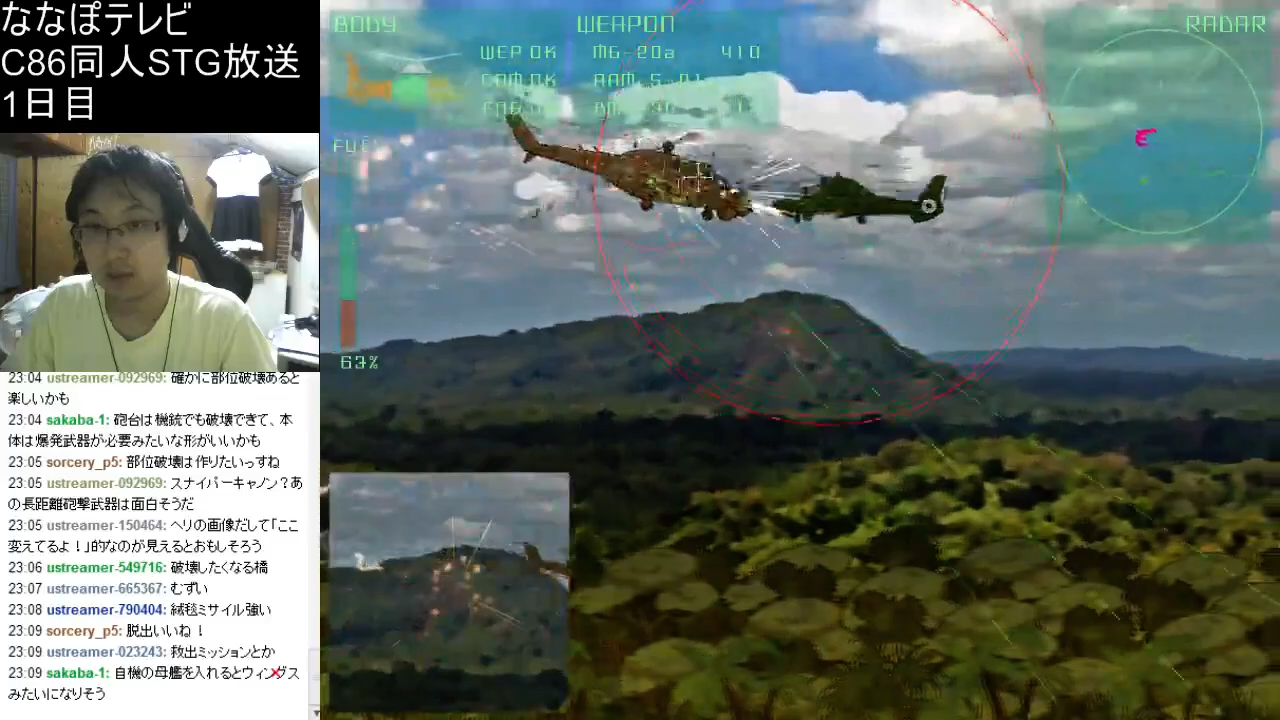 ななぽテレビ
C86同人STG放送
1日目
BODY
WEAPON
RADAR
WEP OK MG-20a 410
COM OK
FUEL
63%
23:04 ustreamer-092969: 確かに部位破壊あると
楽しいかも
23:04 sakaba-1: 砲台は機銃でも破壊できて、本
体は爆発武器が必要みたいな形がいいかも
23:05 sorcery_p5: 部位破壊は作りたいっすね
23:05 ustreamer-092969: スナイパーキャノン？あ
の長距離砲撃武器は面白そうだ
23:05 ustreamer-150464: ヘリの画像だして「ここ
変えてるよ！」的なのが見えるとおもしそろう
23:06 ustreamer-549716: 破壊したくなる橋
23:07 ustreamer-665367: むずい
23:08 ustreamer-790404: 絨毯ミサイル強い
23:09 sorcery_p5: 脱出いいね！
23:09 ustreamer-023243: 救出ミッションとか
23:09 sakaba-1: 自機の母艦を入れるとウィングス
みたいになりそう